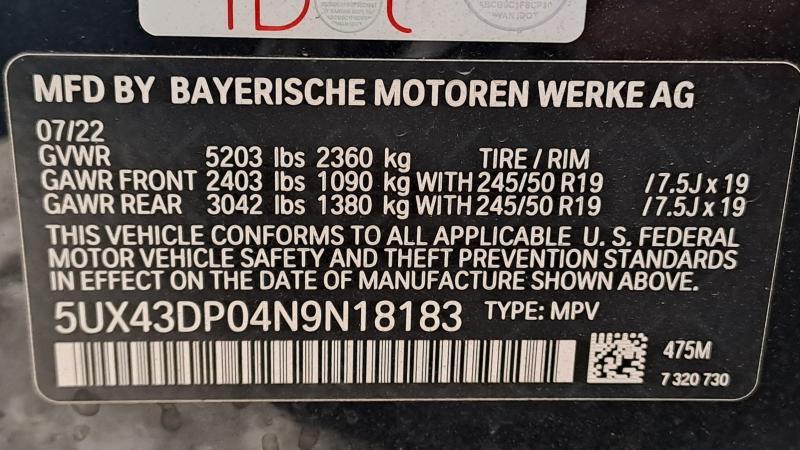 MFD BY BAYERISCHE MOTOREN WERKE AG
07/22
GVWR 5203 lbs 2360 kg TIRE / RIM
GAWR FRONT 2403 lbs 1090 kg WITH 245/50 R19 /7.5J x 19
GAWR REAR 3042 lbs 1380 kg WITH 245/50 R19 /7.5J x 19
THIS VEHICLE CONFORMS TO ALL APPLICABLE U. S. FEDERAL
MOTOR VEHICLE SAFETY AND THEFT PREVENTION STANDARDS
IN EFFECT ON THE DATE OF MANUFACTURE SHOWN ABOVE.
5UX43DP04N9N18183 TYPE: MPV
475M
7 320 730